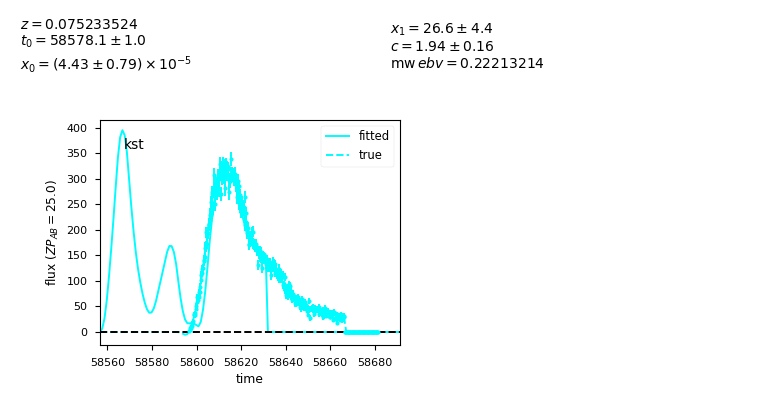 z = 0.075233524
t₀ = 58578.1 ± 1.0
x₀ = (4.43 ± 0.79) × 10⁻⁵
x₁ = 26.6 ± 4.4
c = 1.94 ± 0.16
mw ebv = 0.22213214
kst
fitted
true
400
350
300
250
200
150
100
50
0
flux (ZP_AB = 25.0)
58560 58580 58600 58620 58640 58660 58680
time